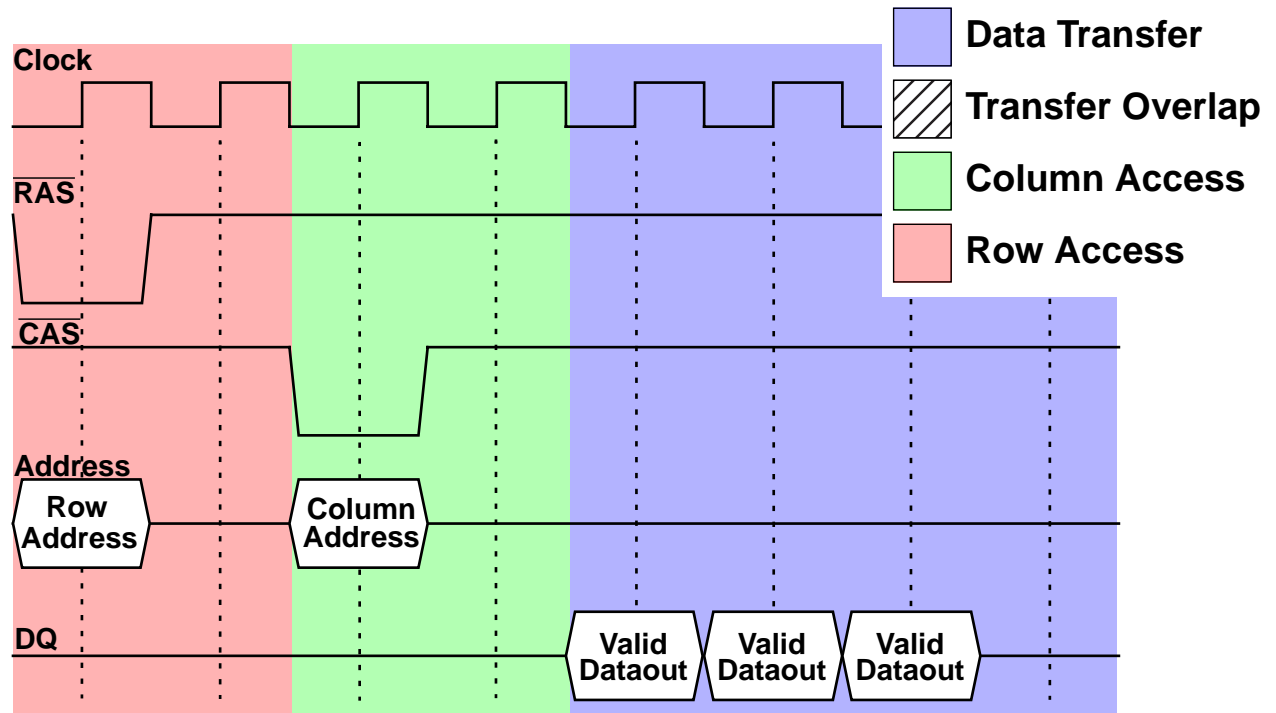 Data Transfer
Transfer Overlap
Column Access
Row Access
Clock
RAS
CAS
Address
Row
Address
Column
Address
DQ
Valid
Dataout
Valid
Dataout
Valid
Dataout